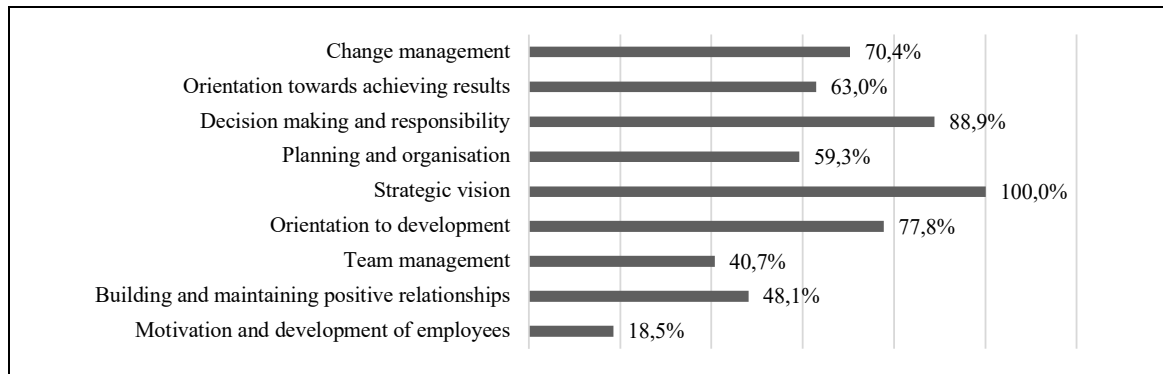 Change management 70,4%
Orientation towards achieving results 63,0%
Decision making and responsibility 88,9%
Planning and organisation 59,3%
Strategic vision 100,0%
Orientation to development 77,8%
Team management 40,7%
Building and maintaining positive relationships 48,1%
Motivation and development of employees 18,5%